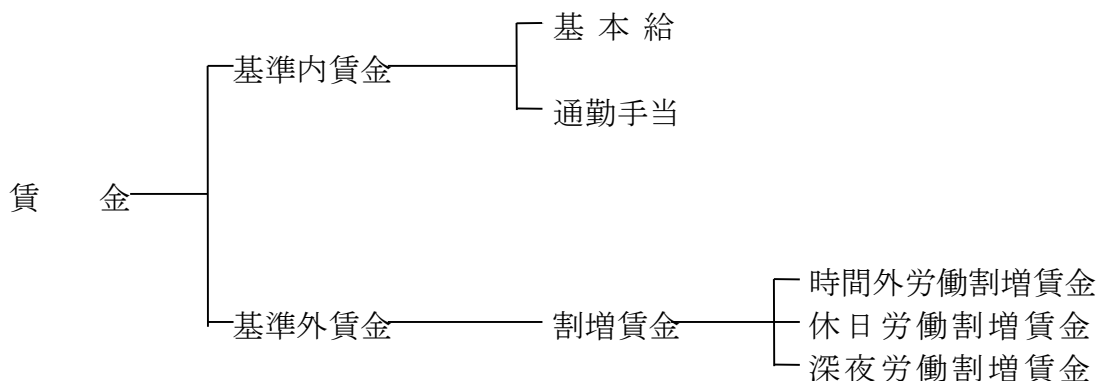 基 本 給
基準内賃金
通勤手当
賃　　金
時間外労働割増賃金
基準外賃金 割増賃金 休日労働割増賃金
深夜労働割増賃金